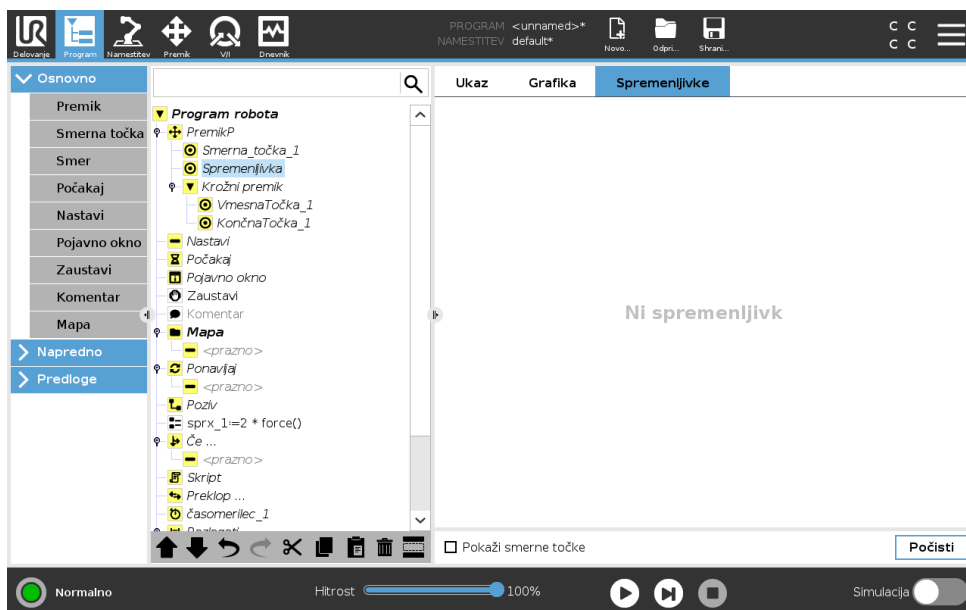 UR
PROGRAM <unnamed>*
NAMESTITEV default*
Delovanje Program Namestitev Premik V/I Dnevnik Novo... Odpri... Shrani...
C C
C C
Osnovno
Premik
Smerna točka
Smer
Počakaj
Nastavi
Pojavno okno
Zaustavi
Komentar
Mapa
Napredno
Predloge
Program robota
PremikP
Smerna_točka_1
Spremenljivka
Krožni premik
VmesnaTočka_1
KončnaTočka_1
Nastavi
Počakaj
Pojavno okno
Zaustavi
Komentar
Mapa
<prazno>
Ponavljaj
<prazno>
Poziv
sprx_1:=2 * force()
Če ...
<prazno>
Skript
Preklop ...
časomerilec_1
Ukaz Grafika Spremenljivke
Ni spremenljivk
Pokaži smerne točke
Počisti
Normalno
Hitrost 100%
Simulacija